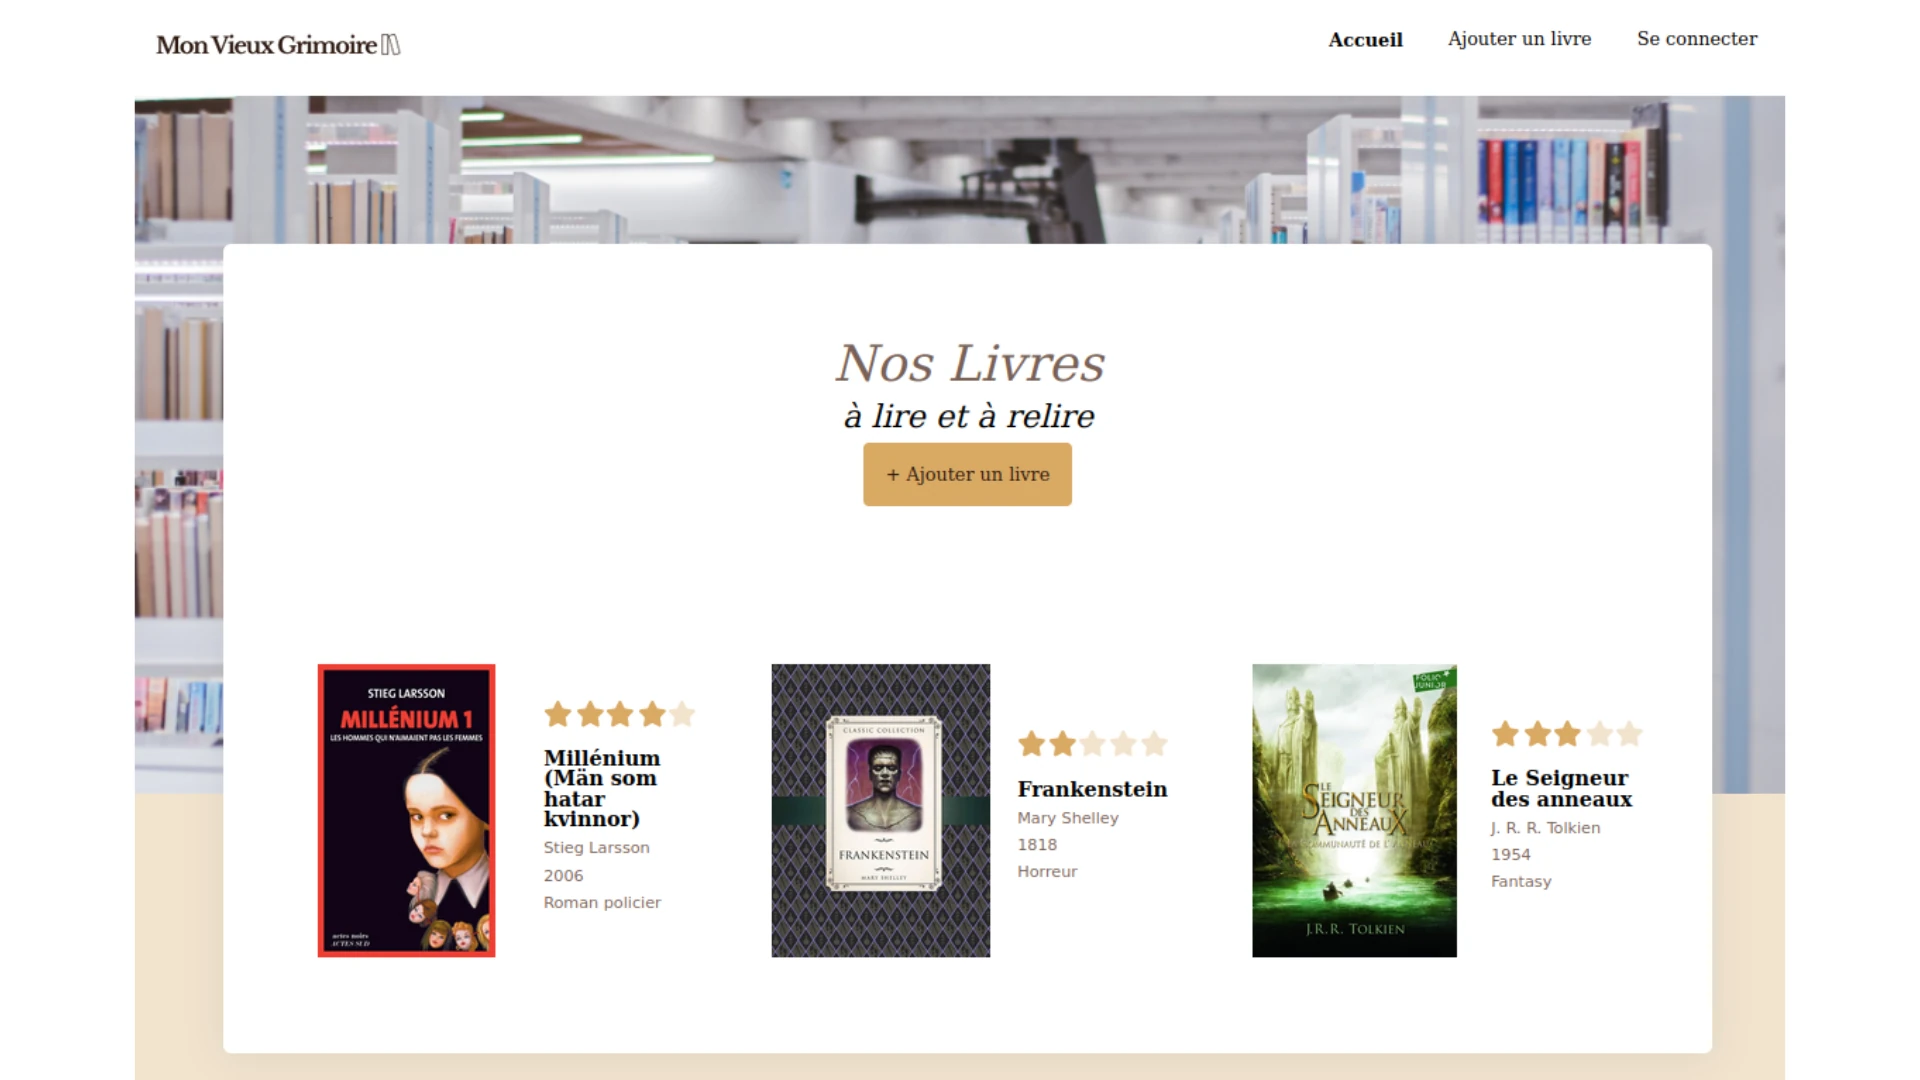 Mon Vieux Grimoire
Accueil
Ajouter un livre
Se connecter
Nos Livres
à lire et à relire
+ Ajouter un livre
STIEG LARSSON
MILLÉNIUM 1
LES HOMMES QUI N'AIMAIENT PAS LES FEMMES
actes noirs
ACTES SUD
Millénium
(Män som
hatar
kvinnor)
Stieg Larsson
2006
Roman policier
CLASSIC COLLECTION
FRANKENSTEIN
MARY SHELLEY
Frankenstein
Mary Shelley
1818
Horreur
FOLIO
JUNIOR
LE
SEIGNEUR
DES
ANNEAUX
COMMUNAUTÉ DE L'ANNEAU
J.R.R. TOLKIEN
Le Seigneur
des anneaux
J. R. R. Tolkien
1954
Fantasy